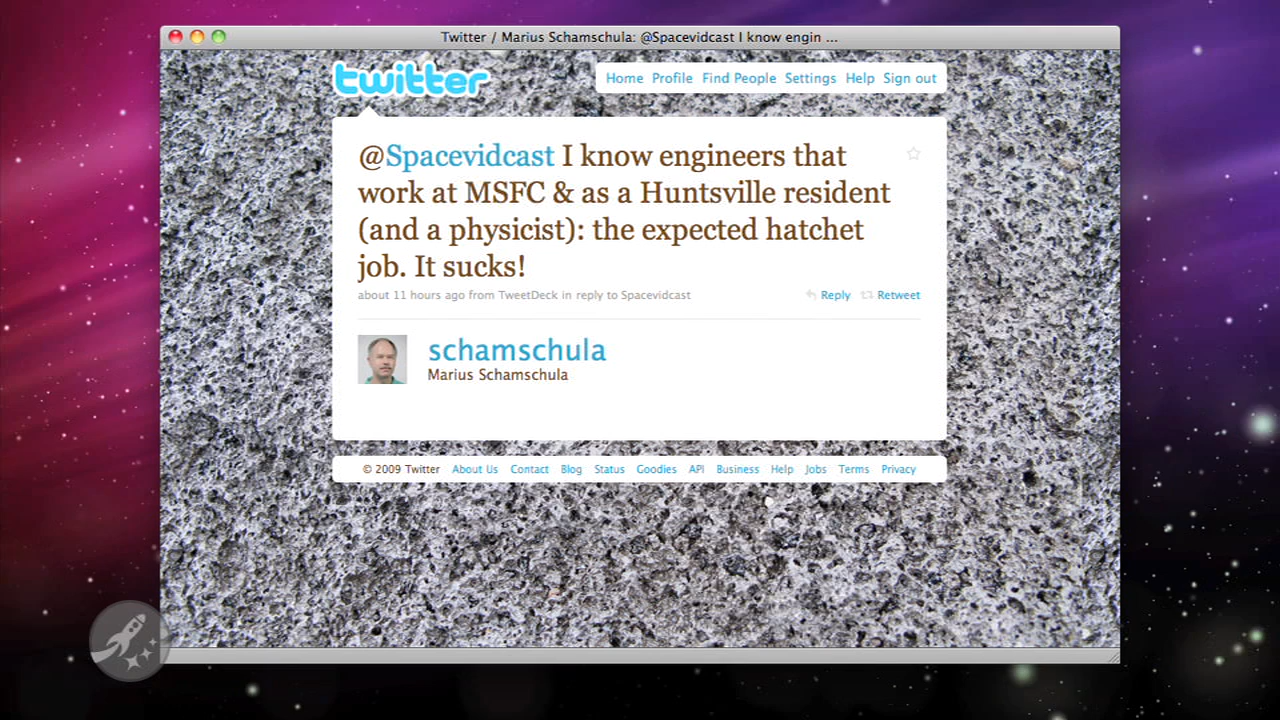 Twitter / Marius Schamschula: @Spacevidcast I know engin ...
twitter
Home Profile Find People Settings Help Sign out
@Spacevidcast I know engineers that
work at MSFC & as a Huntsville resident
(and a physicist): the expected hatchet
job. It sucks!
about 11 hours ago from TweetDeck in reply to Spacevidcast Reply Retweet
schamschula
Marius Schamschula
© 2009 Twitter About Us Contact Blog Status Goodies API Business Help Jobs Terms Privacy